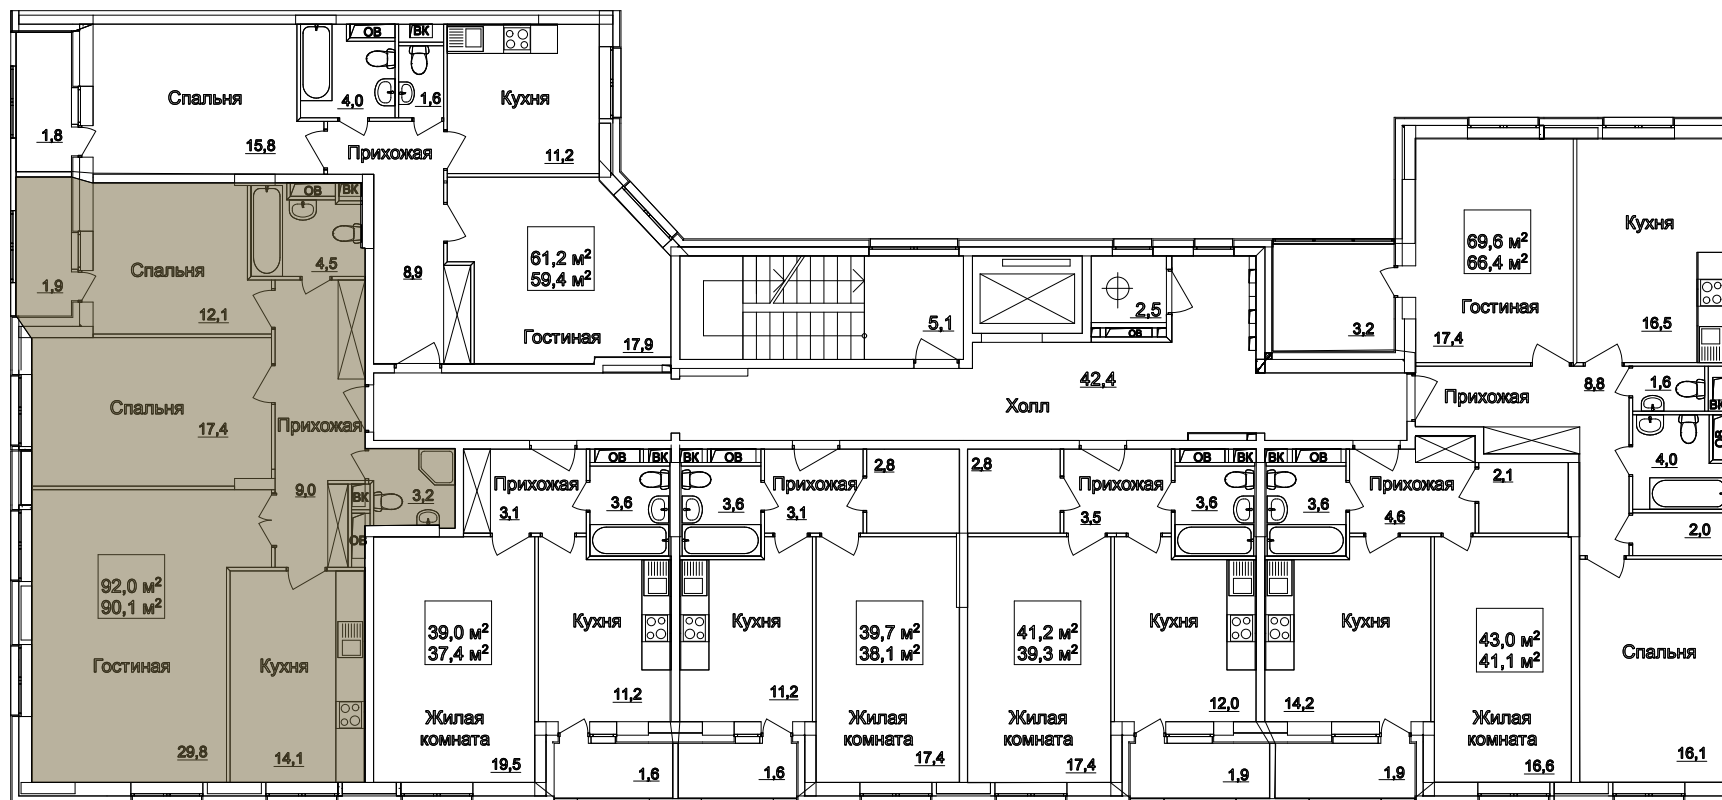 ОВ
ВК
Спальня
15,8
4,0
1,6
Кухня
11,2
1,8
Прихожая
8,9
61,2 м²
59,4 м²
Гостиная
17,9
ОВ
ВК
4,5
Спальня
12,1
1,9
Спальня
17,4
Прихожая
9,0
ВК
ОВ
3,2
92,0 м²
90,1 м²
Гостиная
29,8
Кухня
14,1
5,1
2,5
ОВ
42,4
Холл
3,2
69,6 м²
66,4 м²
Гостиная
17,4
Кухня
16,5
Прихожая
8,8
1,6
ВК
ОВ
4,0
2,0
Спальня
16,1
Прихожая
3,1
ОВ
ВК
3,6
39,0 м²
37,4 м²
Жилая
комната
19,5
Кухня
11,2
1,6
ВК
ОВ
3,6
Прихожая
3,1
2,8
Кухня
11,2
39,7 м²
38,1 м²
Жилая
комната
17,4
1,6
2,8
Прихожая
3,5
ОВ
ВК
3,6
41,2 м²
39,3 м²
Жилая
комната
17,4
Кухня
12,0
1,9
ВК
ОВ
3,6
Прихожая
4,6
2,1
Кухня
14,2
43,0 м²
41,1 м²
Жилая
комната
16,6
1,9